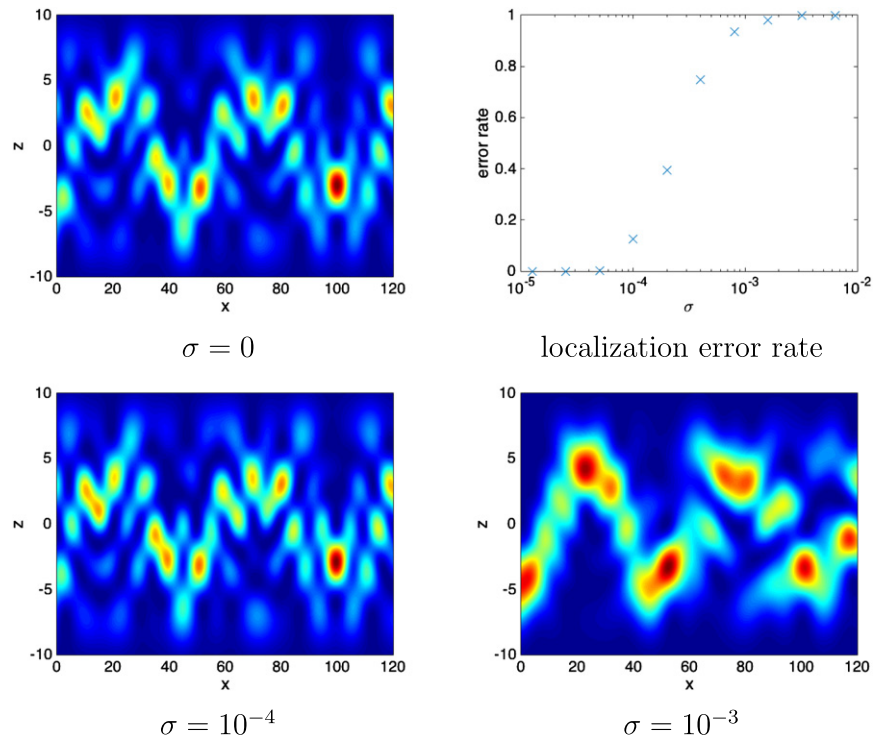 10
5
0
-5
-10
z
0 20 40 60 80 100 120
x
σ = 0
1
0.8
0.6
0.4
0.2
0
error rate
10⁻⁵ 10⁻⁴ 10⁻³ 10⁻²
σ
localization error rate
10
5
0
-5
-10
z
0 20 40 60 80 100 120
x
σ = 10⁻⁴
10
5
0
-5
-10
z
0 20 40 60 80 100 120
x
σ = 10⁻³